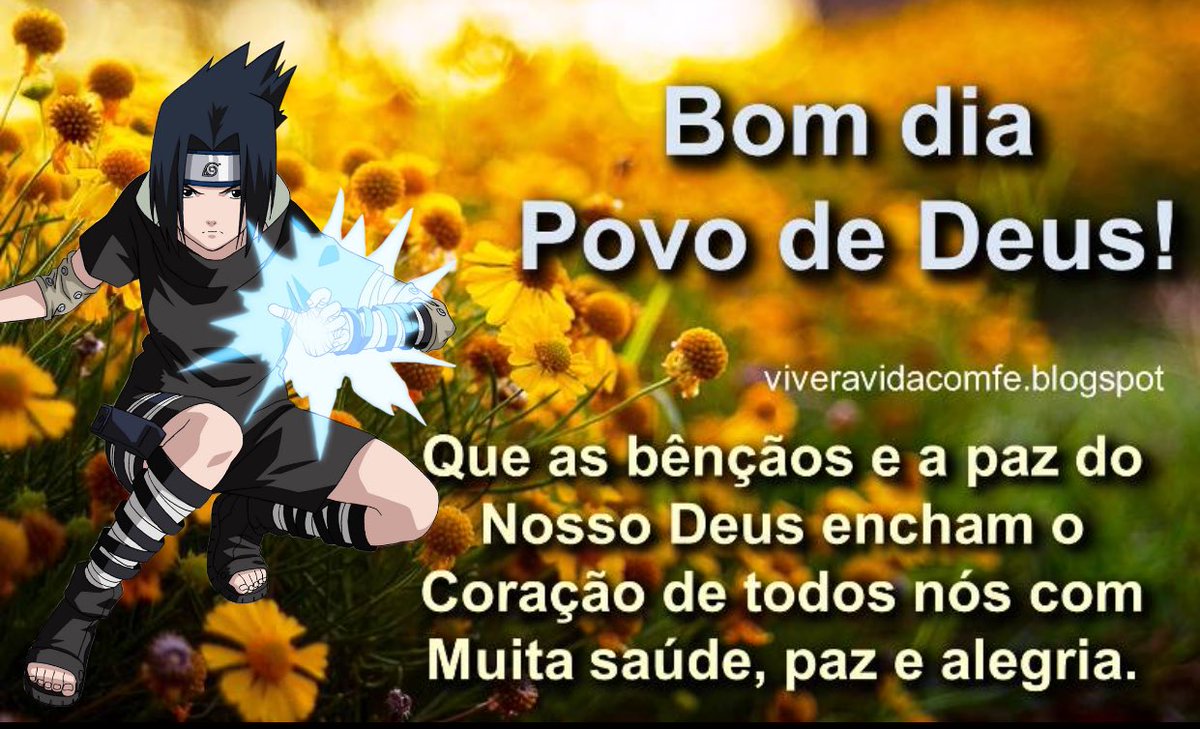 Bom dia
Povo de Deus!
viveravidacomfe.blogspot
Que as bênçãos e a paz do
Nosso Deus encham o
Coração de todos nós com
Muita saúde, paz e alegria.